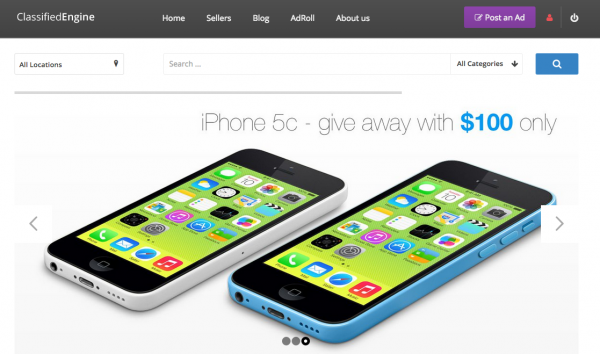 ClassifiedEngine
Home Sellers Blog AdRoll About us
Post an Ad
All Locations
Search ...
All Categories
iPhone 5c - give away with $100 only